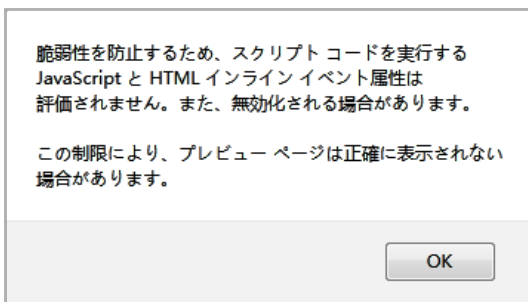 脆弱性を防止するため、スクリプト コードを実行する
JavaScript と HTML インライン イベント属性は
評価されません。また、無効化される場合があります。
この制限により、プレビュー ページは正確に表示されない
場合があります。
OK